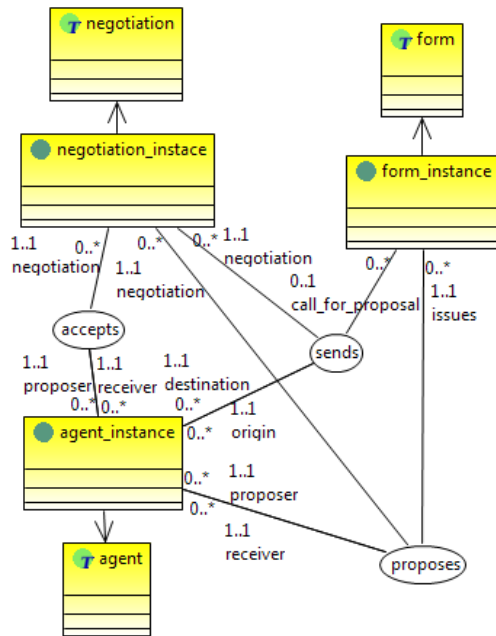 T negotiation
T form
negotiation_instace
form_instance
1..1 0..* 0..* 0..* 1..1 0..* 0..*
negotiation 1..1 negotiation 0..1 1..1
negotiation call_for_proposal issues
accepts
sends
1..1 1..1 1..1
proposer receiver destination
0..* 0..* 0..* 1..1
agent_instance 0..* origin
0..* 1..1
0..* proposer
1..1
receiver
proposes
T agent